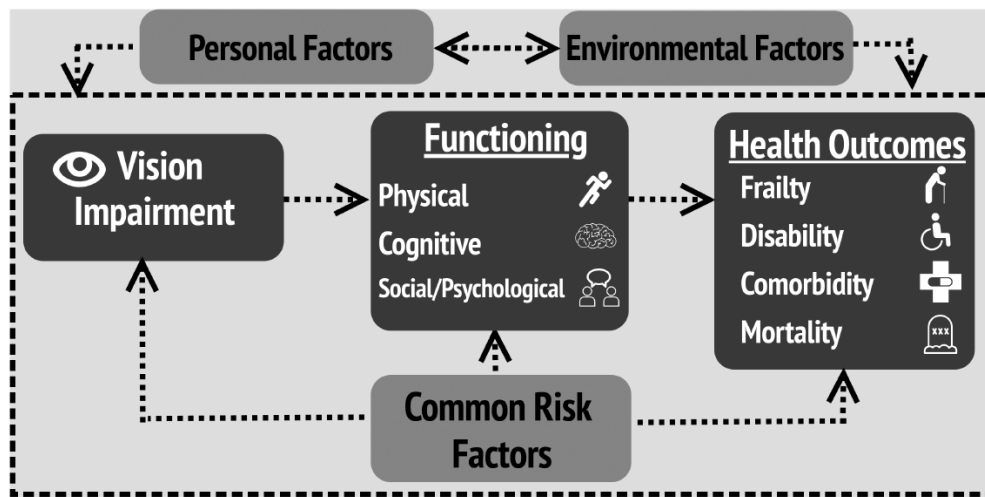 Personal Factors
Environmental Factors
Vision
Impairment
Functioning
Physical
Cognitive
Social/Psychological
Health Outcomes
Frailty
Disability
Comorbidity
Mortality
xxx
Common Risk
Factors